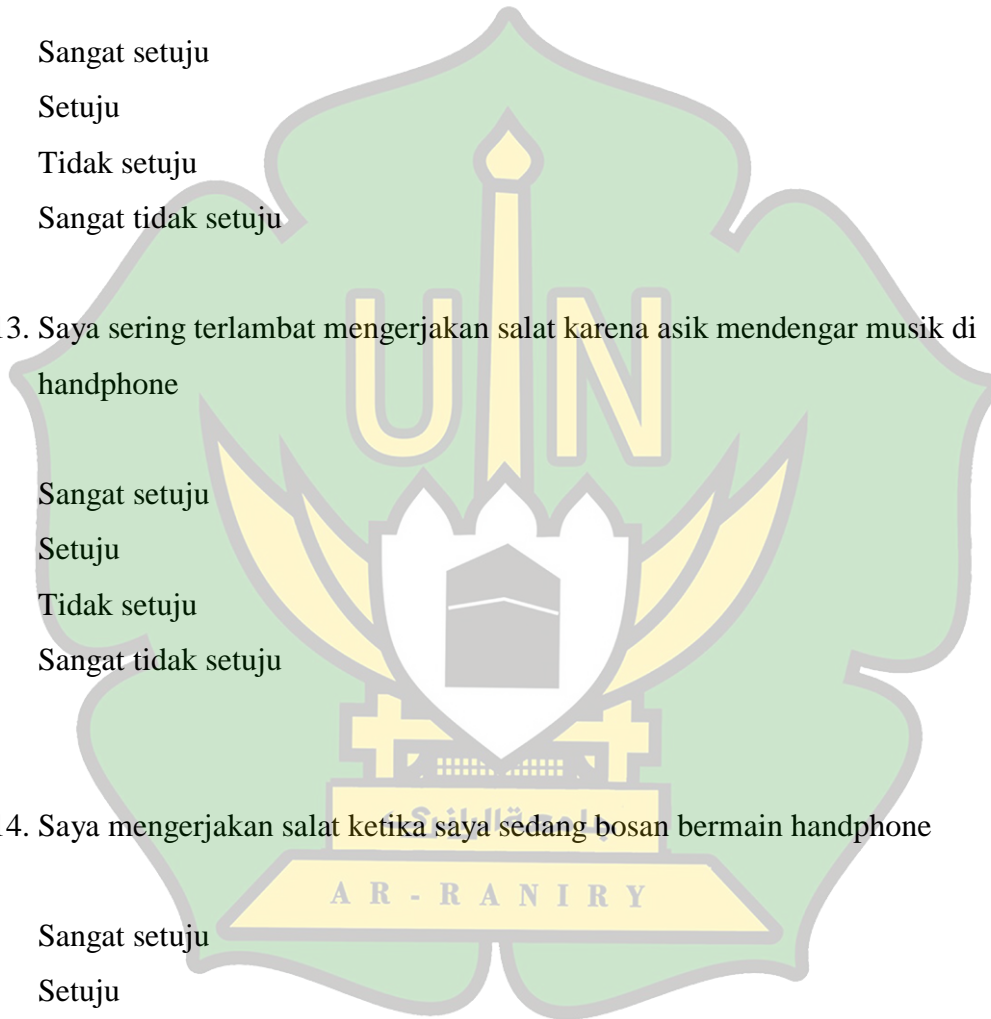 Sangat setuju
Setuju
Tidak setuju
Sangat tidak setuju
UIN
13. Saya sering terlambat mengerjakan salat karena asik mendengar musik di
handphone
Sangat setuju
Setuju
Tidak setuju
Sangat tidak setuju
14. Saya mengerjakan salat ketika saya sedang bosan bermain handphone
جامعة الرانري
AR-RANIRY
Sangat setuju
Setuju